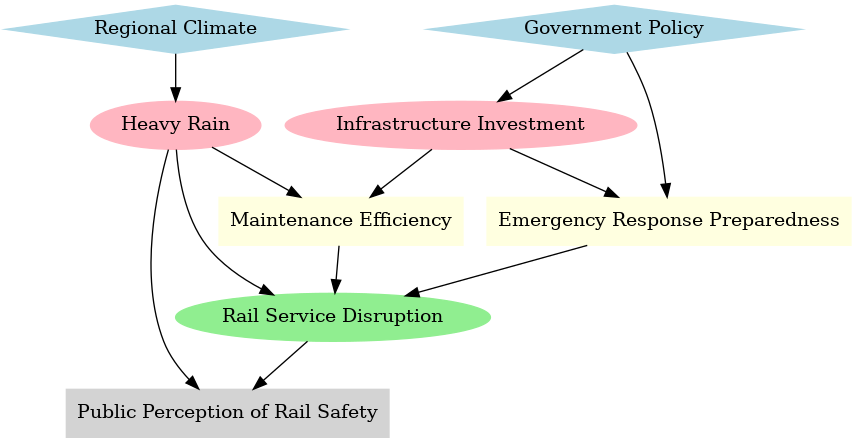 Regional Climate
Government Policy
Heavy Rain
Infrastructure Investment
Maintenance Efficiency
Emergency Response Preparedness
Rail Service Disruption
Public Perception of Rail Safety